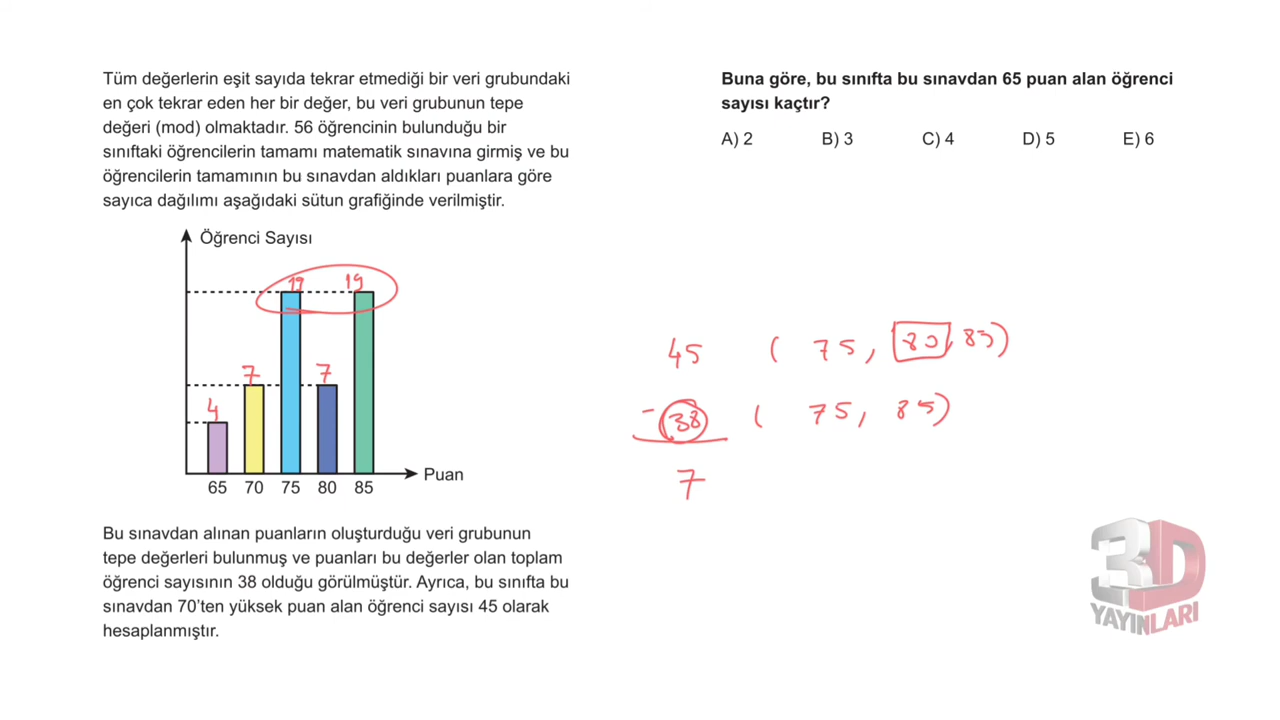 Tüm değerlerin eşit sayıda tekrar etmediği bir veri grubundaki
en çok tekrar eden her bir değer, bu veri grubunun tepe
değeri (mod) olmaktadır. 56 öğrencinin bulunduğu bir
sınıftaki öğrencilerin tamamı matematik sınavına girmiş ve bu
öğrencilerin tamamının bu sınavdan aldıkları puanlara göre
sayıca dağılımı aşağıdaki sütun grafiğinde verilmiştir.
Öğrenci Sayısı
19 19
7 7
4
Puan
65 70 75 80 85
Bu sınavdan alınan puanların oluşturduğu veri grubunun
tepe değerleri bulunmuş ve puanları bu değerler olan toplam
öğrenci sayısının 38 olduğu görülmüştür. Ayrıca, bu sınıfta bu
sınavdan 70'ten yüksek puan alan öğrenci sayısı 45 olarak
hesaplanmıştır.
Buna göre, bu sınıfta bu sınavdan 65 puan alan öğrenci
sayısı kaçtır?
A) 2 B) 3 C) 4 D) 5 E) 6
45 ( 75, 80, 85)
- 38 ( 75, 85)
7
3D
YAYINLARI